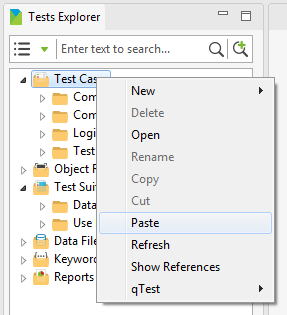 Tests Explorer
Enter text to search...
Test Cas
Com
Com
Logi
Test
Object F
Test Suit
Data
Use
Data File
Keyword
Reports
New
Delete
Open
Rename
Copy
Cut
Paste
Refresh
Show References
qTest